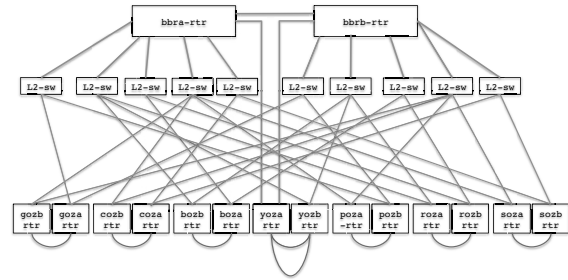 bbra-rtr bbrb-rtr
L2-sw L2-sw L2-sw L2-sw L2-sw L2-sw L2-sw L2-sw L2-sw L2-sw
gozb goza cozb coza bozb boza yoza yozb poza pozb roza rozb soza sozb
rtr rtr rtr rtr rtr rtr rtr rtr -rtr rtr rtr rtr rtr rtr